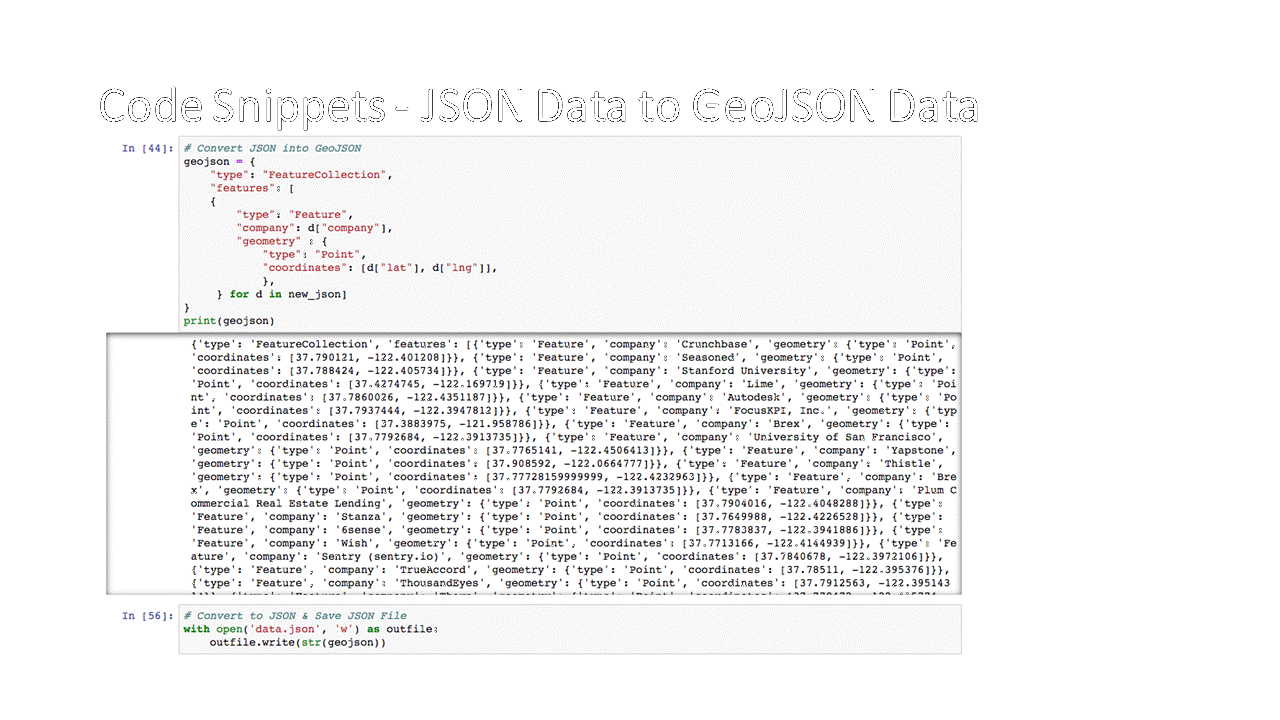 Code Snippets - JSON Data to GeoJSON Data
In [44]: # Convert JSON into GeoJSON
geojson = {
    "type": "FeatureCollection",
    "features": [
    {
        "type": "Feature",
        "company": d["company"],
        "geometry" : {
            "type": "Point",
            "coordinates": [d["lat"], d["lng"]],
            },
     } for d in new_json]
}
print(geojson)
{'type': 'FeatureCollection', 'features': [{'type': 'Feature', 'company': 'Crunchbase', 'geometry': {'type': 'Point',
'coordinates': [37.790121, -122.401208]}}, {'type': 'Feature', 'company': 'Seasoned', 'geometry': {'type': 'Point',
'coordinates': [37.788424, -122.405734]}}, {'type': 'Feature', 'company': 'Stanford University', 'geometry': {'type':
'Point', 'coordinates': [37.4274745, -122.169719]}}, {'type': 'Feature', 'company': 'Lime', 'geometry': {'type': 'Poi
nt', 'coordinates': [37.7860026, -122.4351187]}}, {'type': 'Feature', 'company': 'Autodesk', 'geometry': {'type': 'Po
int', 'coordinates': [37.7937444, -122.3947812]}}, {'type': 'Feature', 'company': 'FocusKPI, Inc.', 'geometry': {'typ
e': 'Point', 'coordinates': [37.3883975, -121.958786]}}, {'type': 'Feature', 'company': 'Brex', 'geometry': {'type':
'Point', 'coordinates': [37.7792684, -122.3913735]}}, {'type': 'Feature', 'company': 'University of San Francisco',
'geometry': {'type': 'Point', 'coordinates': [37.7765141, -122.4506413]}}, {'type': 'Feature', 'company': 'Yapstone',
'geometry': {'type': 'Point', 'coordinates': [37.908592, -122.0664777]}}, {'type': 'Feature', 'company': 'Thistle',
'geometry': {'type': 'Point', 'coordinates': [37.77728159999999, -122.4232963]}}, {'type': 'Feature', 'company': 'Bre
x', 'geometry': {'type': 'Point', 'coordinates': [37.7792684, -122.3913735]}}, {'type': 'Feature', 'company': 'Plum C
ommercial Real Estate Lending', 'geometry': {'type': 'Point', 'coordinates': [37.7904016, -122.4048288]}}, {'type':
'Feature', 'company': 'Stanza', 'geometry': {'type': 'Point', 'coordinates': [37.7649988, -122.4226528]}}, {'type':
'Feature', 'company': '6sense', 'geometry': {'type': 'Point', 'coordinates': [37.7783837, -122.3941886]}}, {'type':
'Feature', 'company': 'Wish', 'geometry': {'type': 'Point', 'coordinates': [37.7713166, -122.4144939]}}, {'type': 'Fe
ature', 'company': 'Sentry (sentry.io)', 'geometry': {'type': 'Point', 'coordinates': [37.7840678, -122.3972106]}},
{'type': 'Feature', 'company': 'TrueAccord', 'geometry': {'type': 'Point', 'coordinates': [37.78511, -122.395376]}},
{'type': 'Feature', 'company': 'ThousandEyes', 'geometry': {'type': 'Point', 'coordinates': [37.7912563, -122.395143
In [56]: # Convert to JSON & Save JSON File
with open('data.json', 'w') as outfile:
    outfile.write(str(geojson))